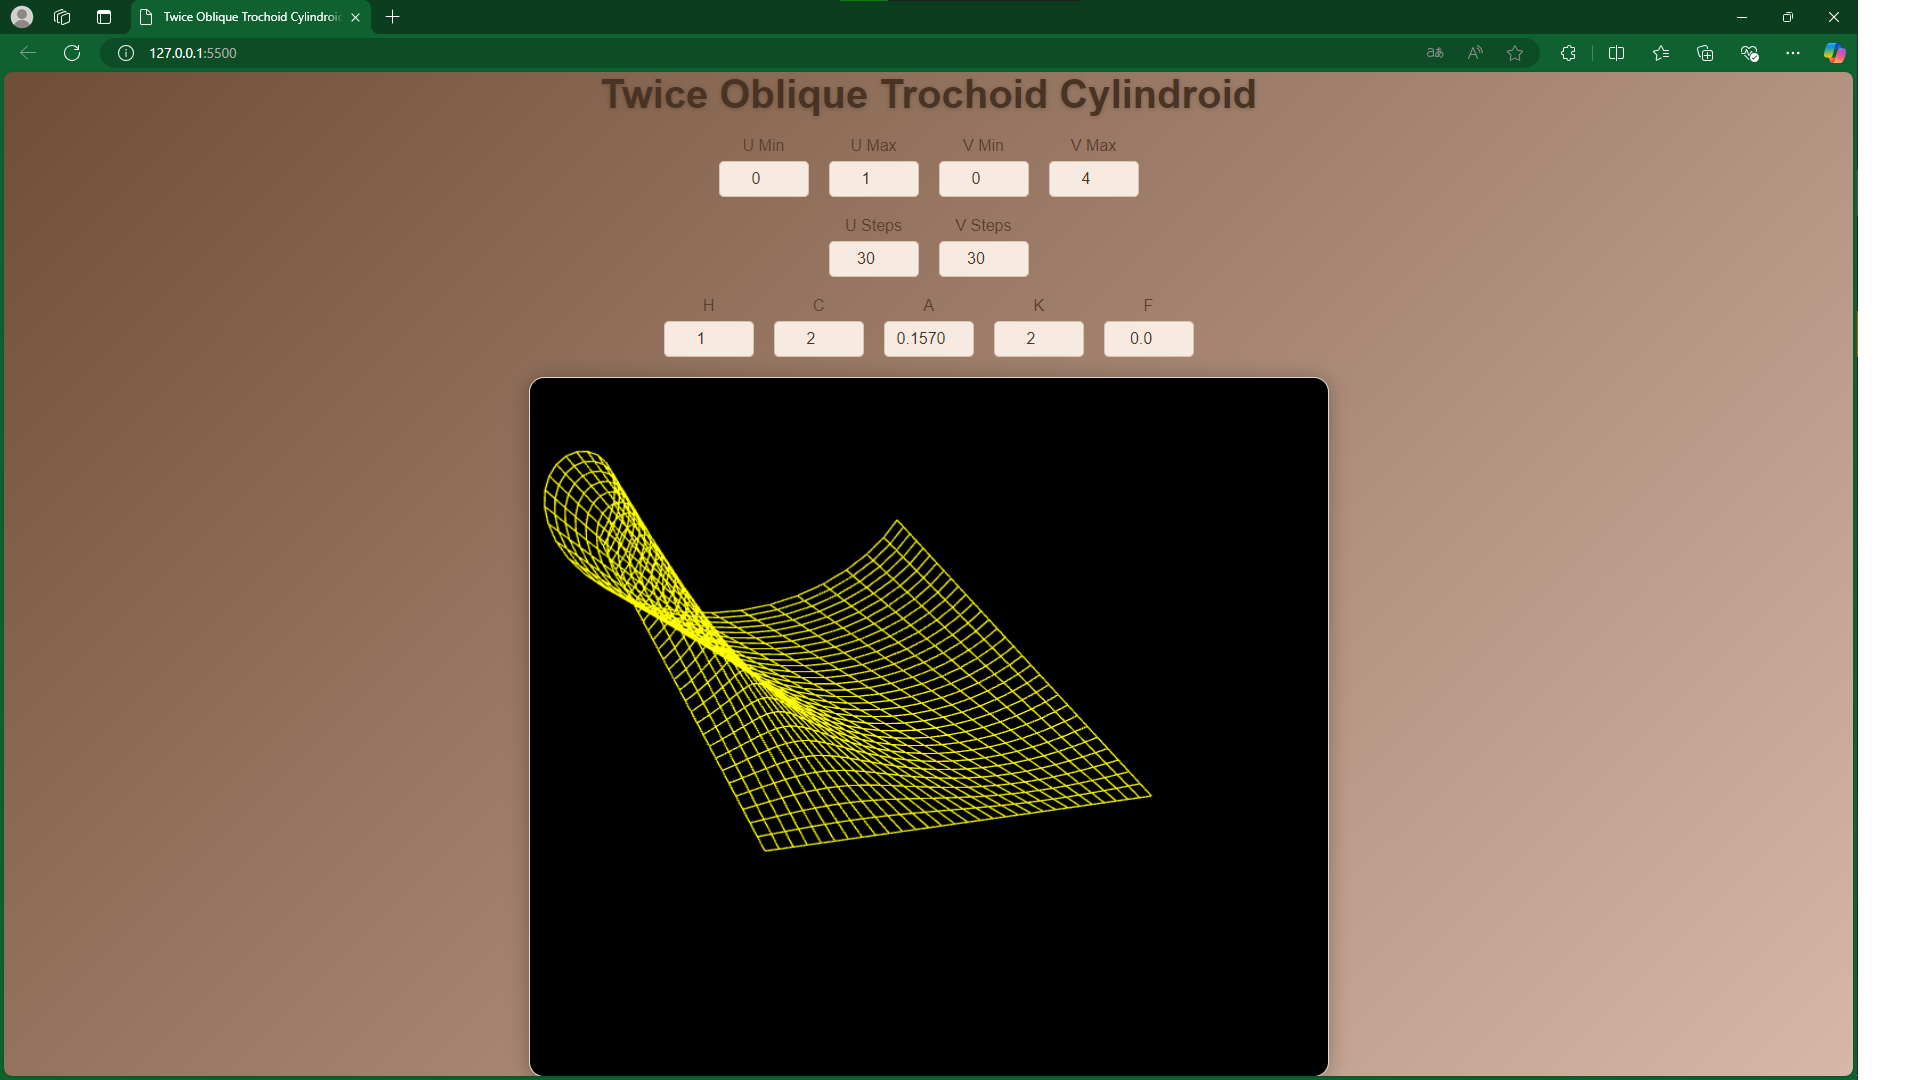 Twice Oblique Trochoid Cylindroi
127.0.0.1:5500
Twice Oblique Trochoid Cylindroid
U Min U Max V Min V Max
0 1 0 4
U Steps V Steps
30 30
H C A K F
1 2 0.1570 2 0.0